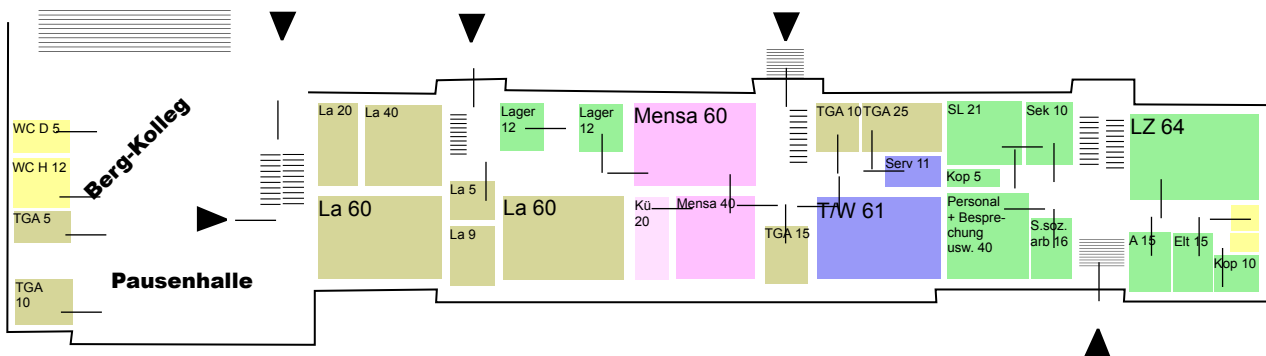 WC D 5
WC H 12
TGA 5
TGA
10
Berg-Kolleg
Pausenhalle
La 20
La 40
La 60
La 5
La 9
Lager
12
Lager
12
La 60
Mensa 60
Kü
20
Mensa 40
TGA 10
TGA 25
Serv 11
TGA 15
T/W 61
SL 21
Sek 10
Kop 5
Personal
+ Bespre-
chung
usw. 40
S.soz.
arb 16
LZ 64
A 15
Elt 15
Kop 10